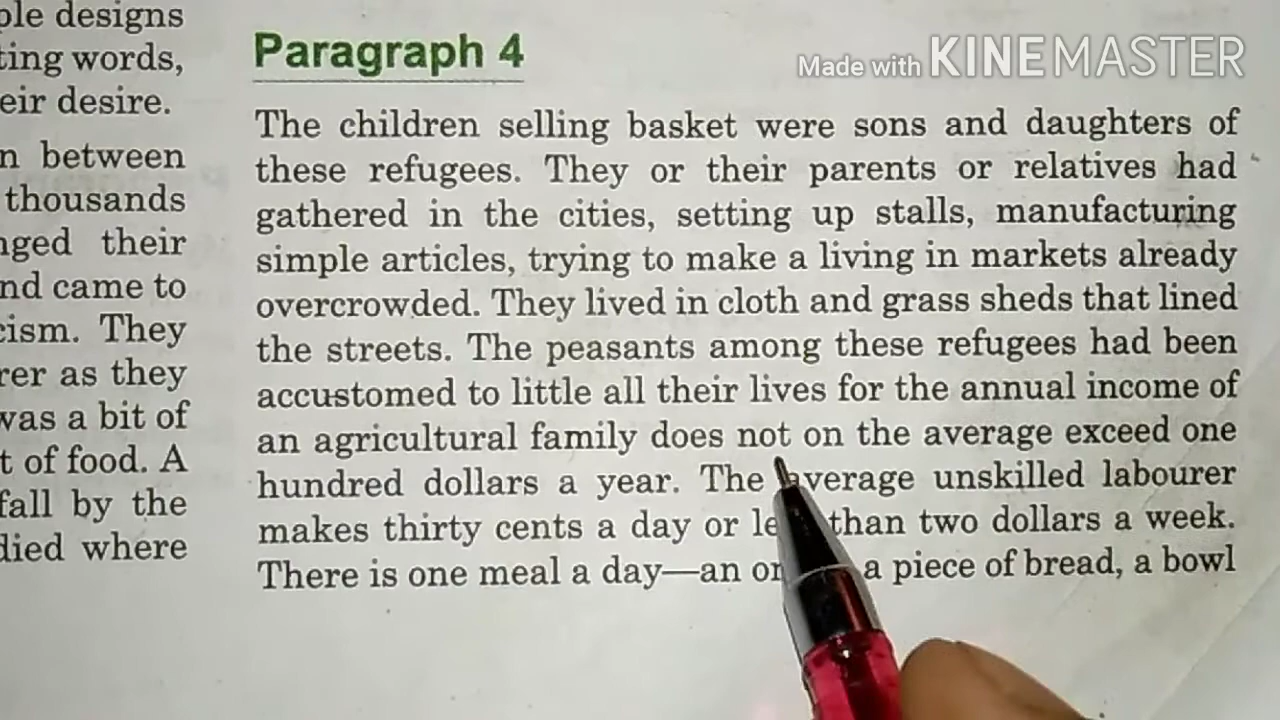 ple designs
ting words,
eir desire.
n between
thousands
nged their
nd came to
cism. They
rer as they
was a bit of
t of food. A
fall by the
died where
Paragraph 4
Made with KINEMASTER
The children selling basket were sons and daughters of
these refugees. They or their parents or relatives had
gathered in the cities, setting up stalls, manufacturing
simple articles, trying to make a living in markets already
overcrowded. They lived in cloth and grass sheds that lined
the streets. The peasants among these refugees had been
accustomed to little all their lives for the annual income of
an agricultural family does not on the average exceed one
hundred dollars a year. The average unskilled labourer
makes thirty cents a day or than two dollars a week.
There is one meal a day—an a piece of bread, a bowl